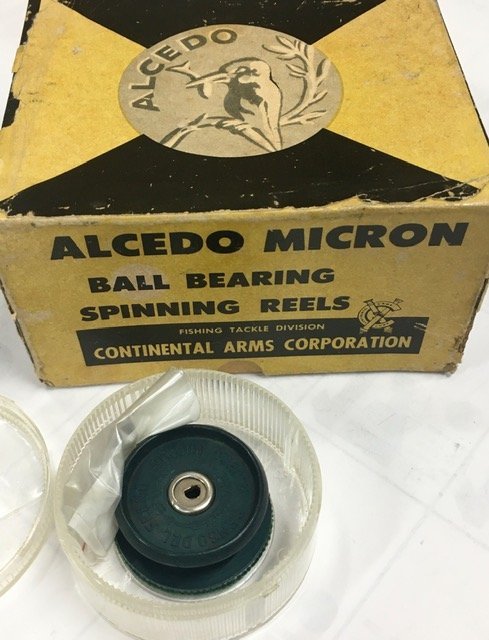 ALCEDO
ALCEDO MICRON
BALL BEARING
SPINNING REELS
FISHING TACKLE DIVISION
CONTINENTAL ARMS CORPORATION